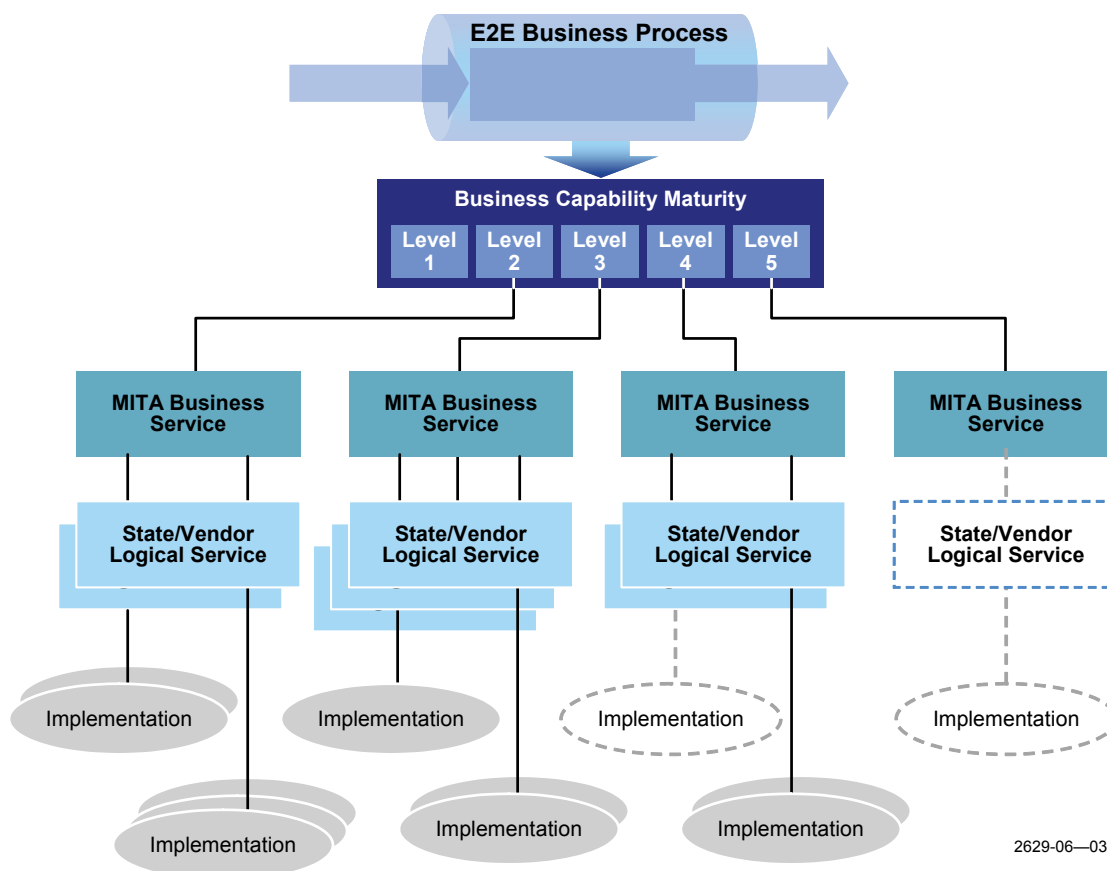 E2E Business Process
Business Capability Maturity
Level
1
Level
2
Level
3
Level
4
Level
5
MITA Business
Service
MITA Business
Service
MITA Business
Service
MITA Business
Service
State/Vendor
Logical Service
State/Vendor
Logical Service
State/Vendor
Logical Service
State/Vendor
Logical Service
Implementation
Implementation
Implementation
Implementation
Implementation
Implementation
Implementation
2629-06—03